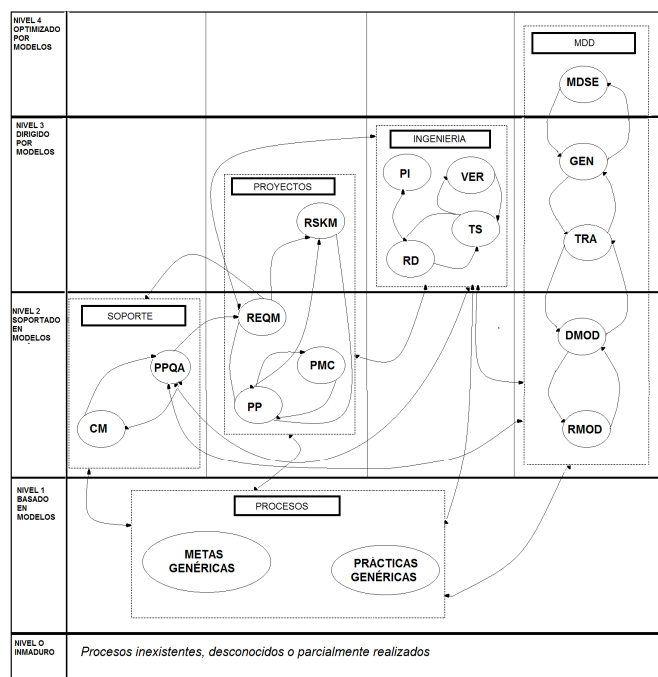 NIVEL 4
OPTIMIZADO
POR
MODELOS
MDD
MDSE
NIVEL 3
DIRIGIDO
POR
MODELOS
INGENIERIA
PI
VER
GEN
PROYECTOS
RSKM
TS
TRA
RD
NIVEL 2
SOPORTADO
EN
MODELOS
SOPORTE
REQM
DMOD
PPQA
PMC
PP
CM
RMOD
NIVEL 1
BASADO
EN
MODELOS
PROCESOS
METAS
GENÉRICAS
PRÁCTICAS
GENÉRICAS
NIVEL O
INMADURO
Procesos inexistentes, desconocidos o parcialmente realizados